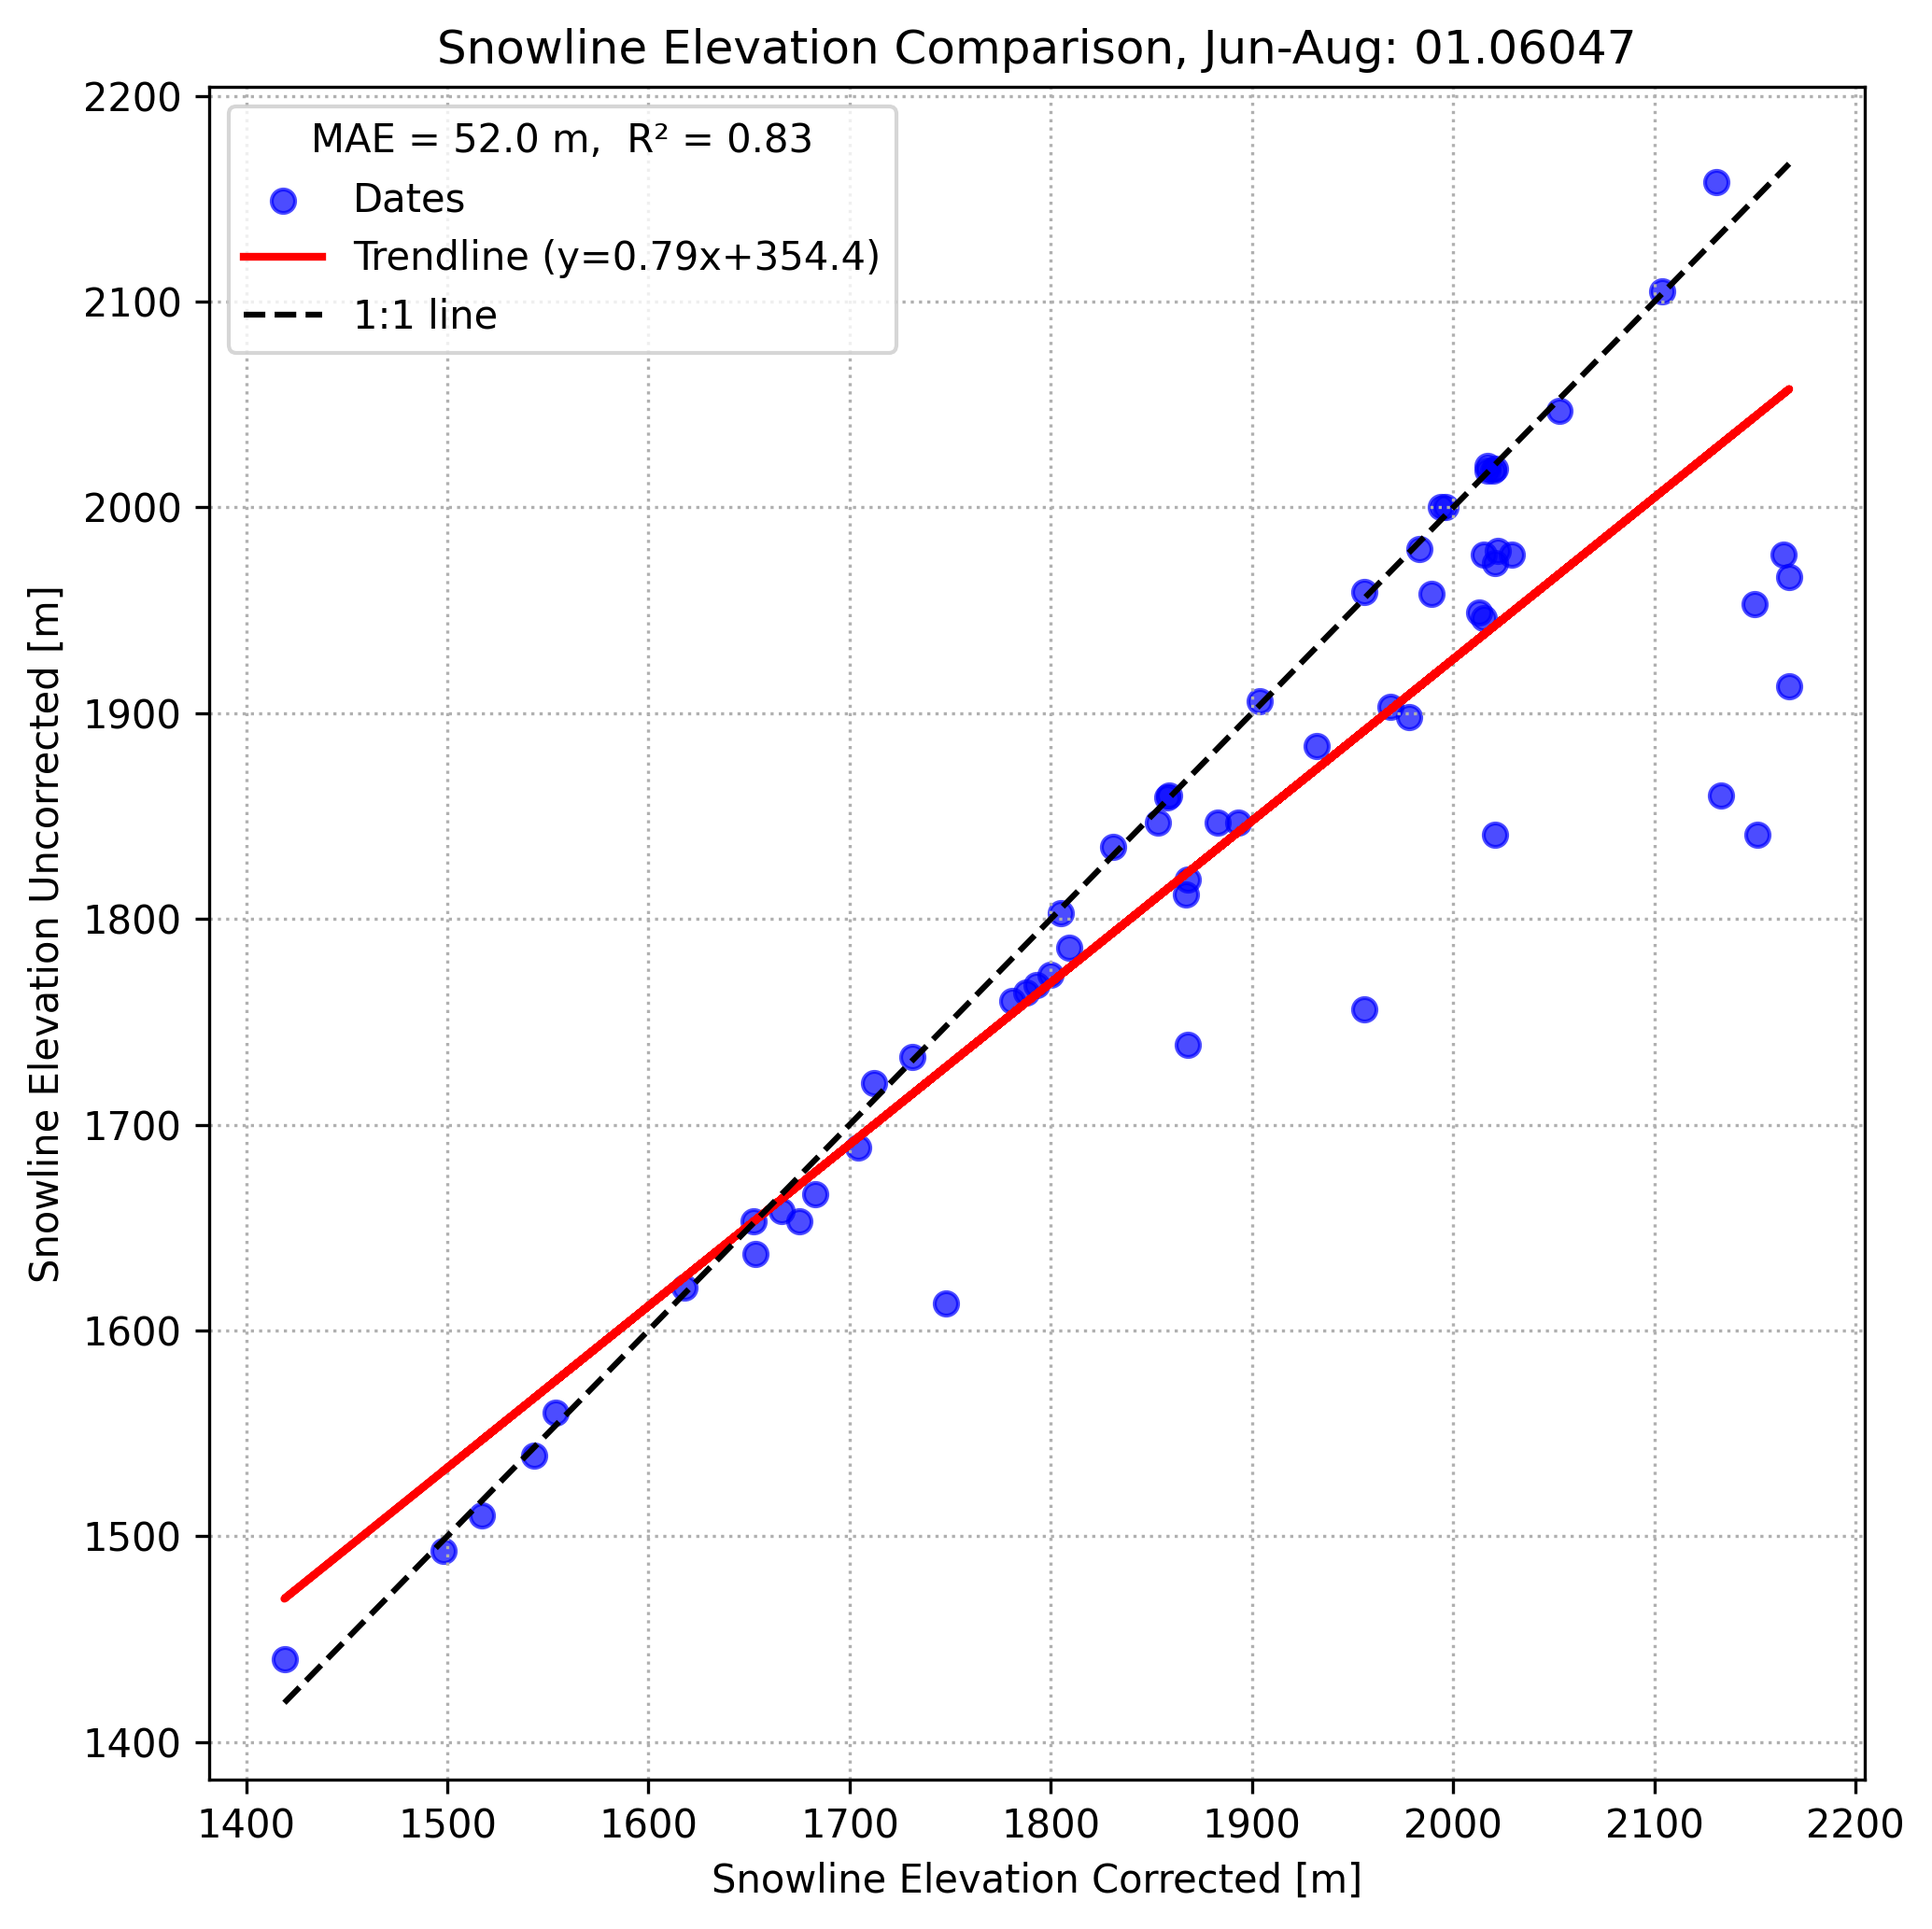 Snowline Elevation Comparison, Jun-Aug: 01.06047
MAE = 52.0 m,  R² = 0.83
Dates
Trendline (y=0.79x+354.4)
1:1 line
Snowline Elevation Uncorrected [m]
2200
2100
2000
1900
1800
1700
1600
1500
1400
1400 1500 1600 1700 1800 1900 2000 2100 2200
Snowline Elevation Corrected [m]